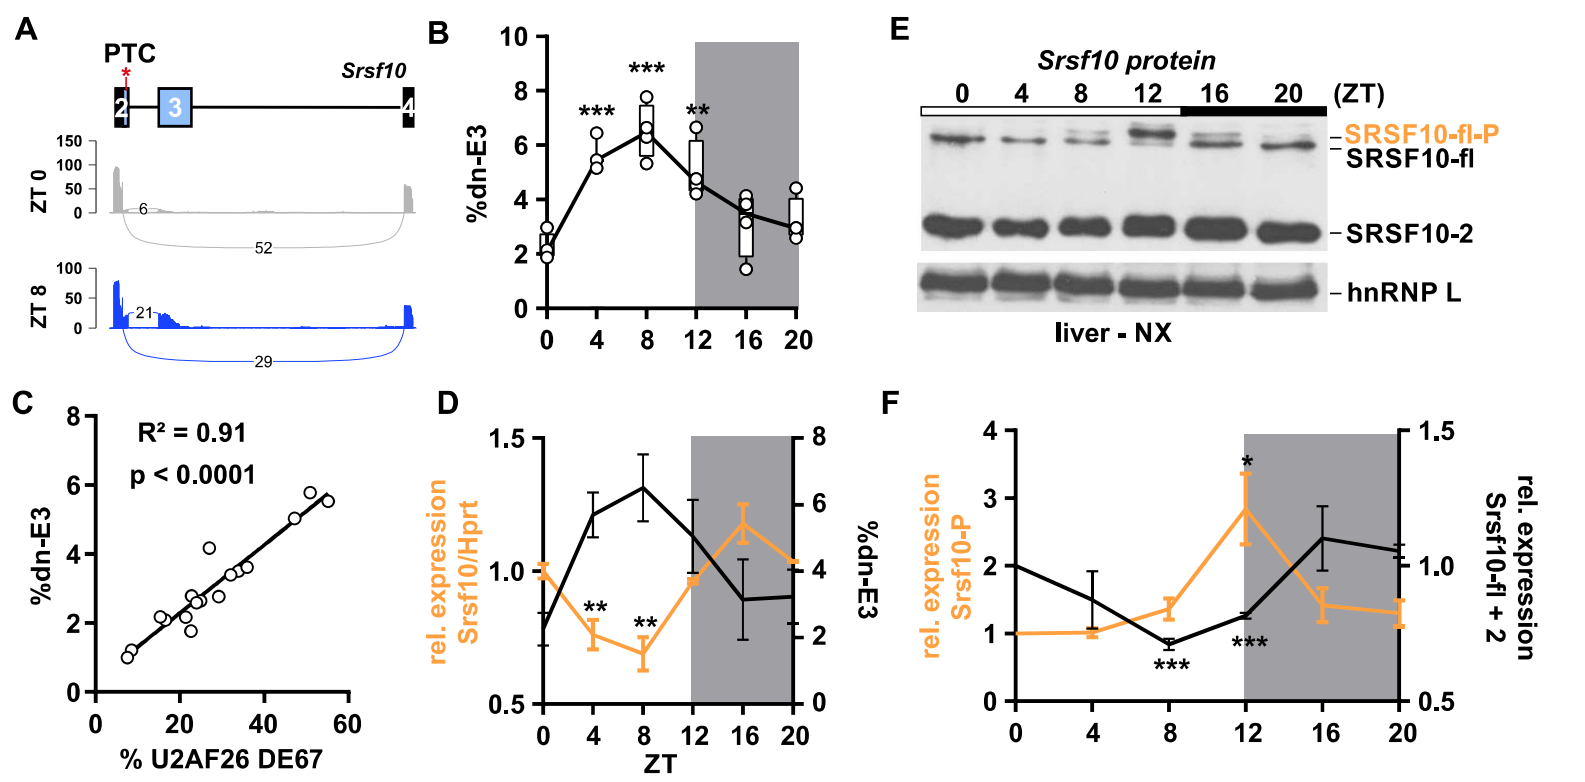 A
PTC
*
Srsf10
2
3
4
150
100
50
0
ZT 0
6
52
100
50
0
ZT 8
21
29
B
10
8
6
4
2
0
%dn-E3
***
***
**
0 4 8 12 16 20
C
8
6
4
2
0
%dn-E3
R² = 0.91
p < 0.0001
0 20 40 60
% U2AF26 DE67
D
1.5
1.0
0.5
rel. expression
Srsf10/Hprt
**
**
8
6
4
2
0
%dn-E3
0 4 8 12 16 20
ZT
E
Srsf10 protein
0 4 8 12 16 20 (ZT)
SRSF10-fl-P
SRSF10-fl
SRSF10-2
hnRNP L
liver - NX
F
4
3
2
1
0
rel. expression
Srsf10-P
*
***
***
1.5
1.0
0.5
rel. expression
Srsf10-fl + 2
0 4 8 12 16 20